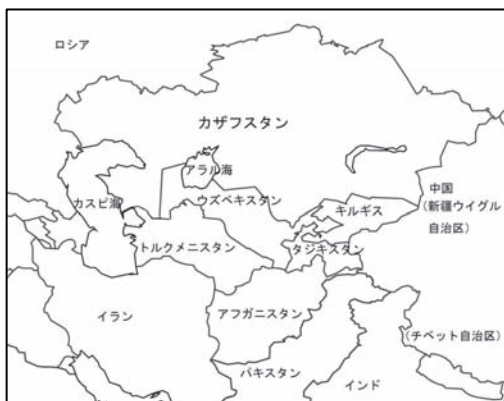 ロシア
カザフスタン
アラル海
カスピ海
ウズベキスタン
キルギス
中国
(新疆ウイグル
自治区)
トルクメニスタン
タジキスタン
イラン
アフガニスタン
(チベット自治区)
パキスタン
インド